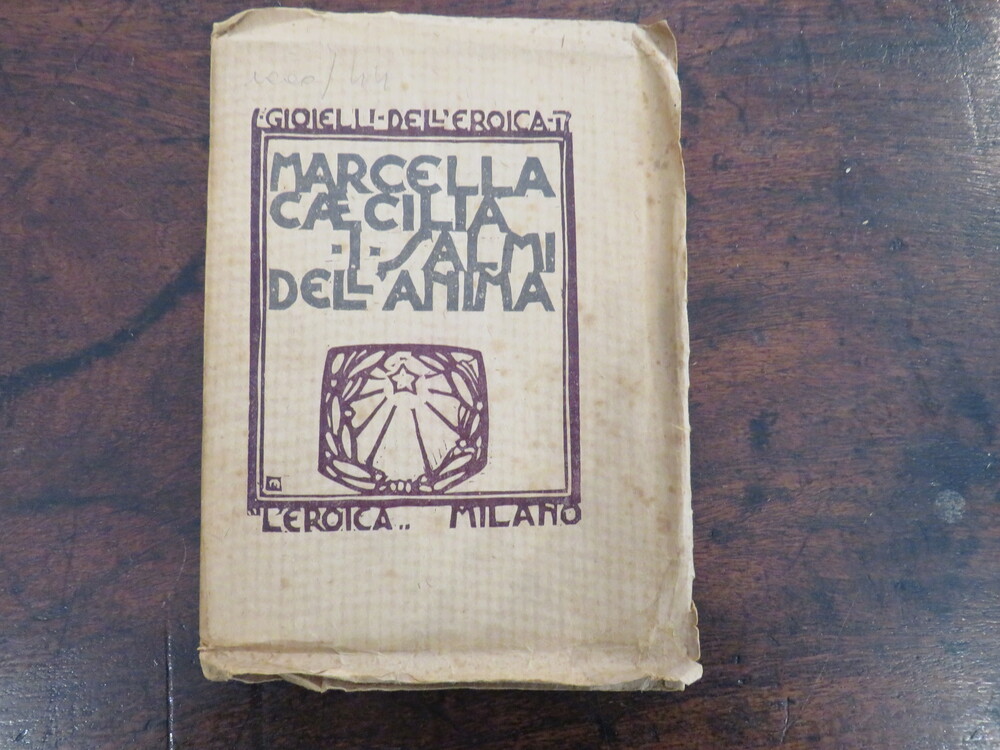 I·GIOIELLI·DELL'EROICA·17
MARCELLA
CÆCILIA
·I·SALMI
DELL'ANIMA
L'EROICA.. MILANO